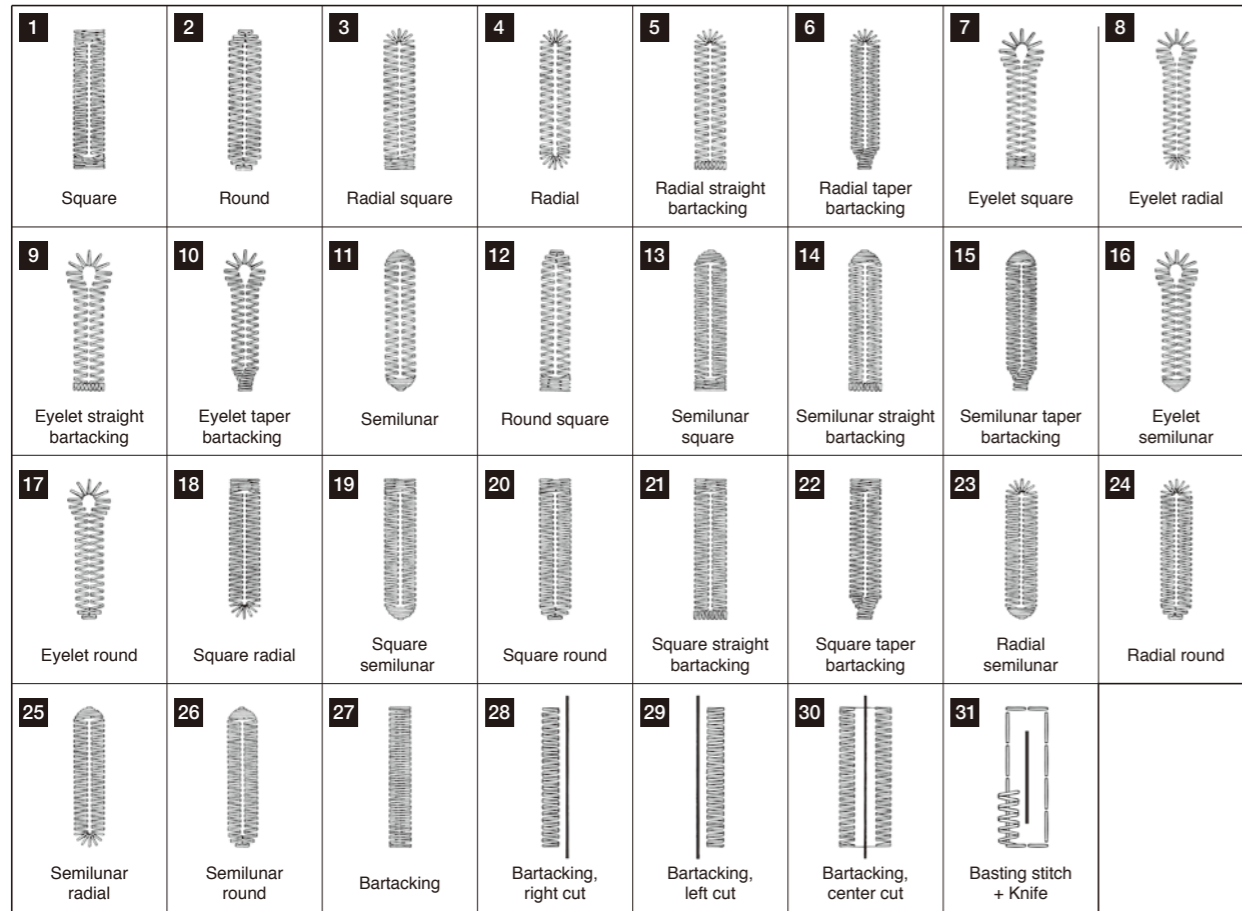 1
Square
2
Round
3
Radial square
4
Radial
5
Radial straight
bartacking
6
Radial taper
bartacking
7
Eyelet square
8
Eyelet radial
9
Eyelet straight
bartacking
10
Eyelet taper
bartacking
11
Semilunar
12
Round square
13
Semilunar
square
14
Semilunar straight
bartacking
15
Semilunar taper
bartacking
16
Eyelet
semilunar
17
Eyelet round
18
Square radial
19
Square
semilunar
20
Square round
21
Square straight
bartacking
22
Square taper
bartacking
23
Radial
semilunar
24
Radial round
25
Semilunar
radial
26
Semilunar
round
27
Bartacking
28
Bartacking,
right cut
29
Bartacking,
left cut
30
Bartacking,
center cut
31
Basting stitch
+ Knife